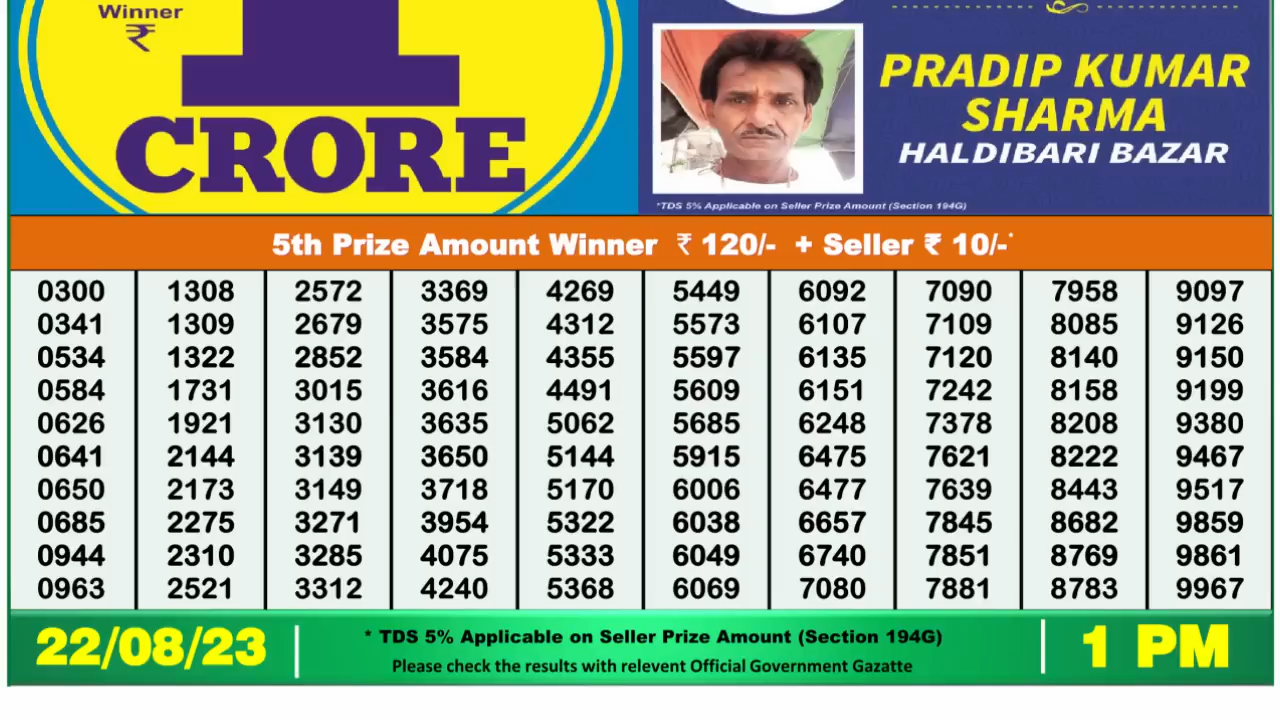 Winner
₹
1
CRORE
PRADIP KUMAR
SHARMA
HALDIBARI BAZAR
*TDS 5% Applicable on Seller Prize Amount (Section 194G)
5th Prize Amount Winner ₹ 120/- + Seller ₹ 10/-*
0300 1308 2572 3369 4269 5449 6092 7090 7958 9097
0341 1309 2679 3575 4312 5573 6107 7109 8085 9126
0534 1322 2852 3584 4355 5597 6135 7120 8140 9150
0584 1731 3015 3616 4491 5609 6151 7242 8158 9199
0626 1921 3130 3635 5062 5685 6248 7378 8208 9380
0641 2144 3139 3650 5144 5915 6475 7621 8222 9467
0650 2173 3149 3718 5170 6006 6477 7639 8443 9517
0685 2275 3271 3954 5322 6038 6657 7845 8682 9859
0944 2310 3285 4075 5333 6049 6740 7851 8769 9861
0963 2521 3312 4240 5368 6069 7080 7881 8783 9967
22/08/23
* TDS 5% Applicable on Seller Prize Amount (Section 194G)
Please check the results with relevent Official Government Gazatte
1 PM